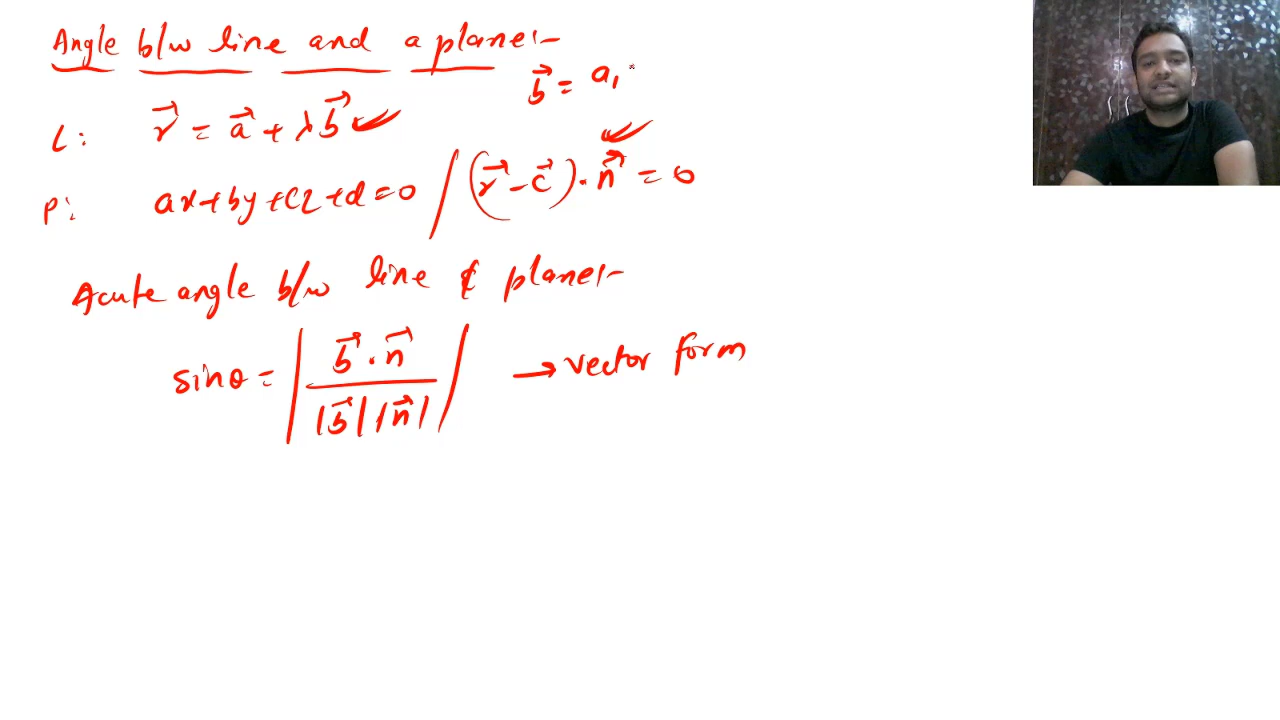 Angle b/w line and a plane:-
b⃗ = a₁
L: r⃗ = a⃗ + λb⃗
P: ax+by+cz+d=0 / (r⃗ - c⃗)·n⃗ = 0
Acute angle b/w line & plane:-
sinθ = | b⃗·n⃗ / |b⃗||n⃗| | → vector form